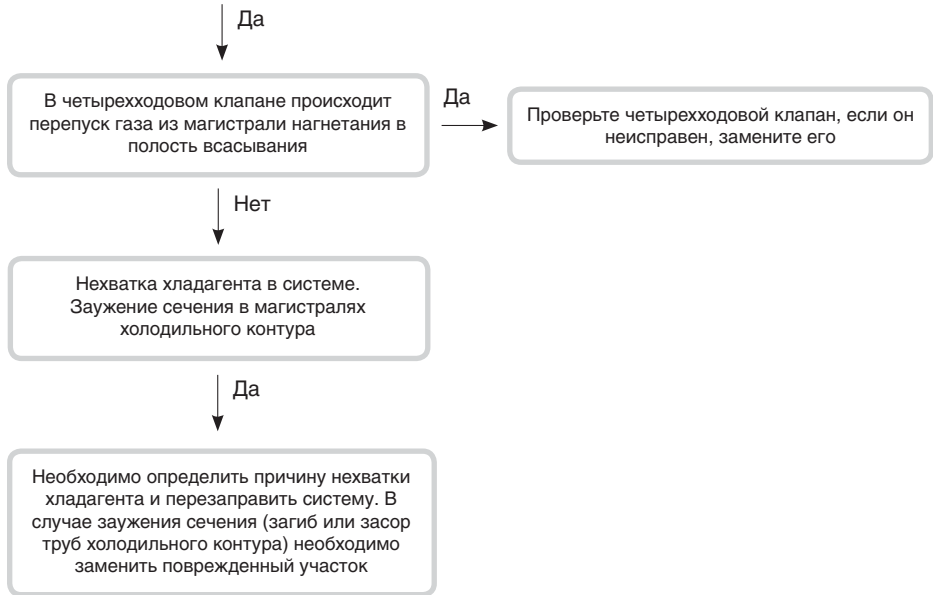 Да
В четырехходовом клапане происходит
перепуск газа из магистрали нагнетания в
полость всасывания
Да
Проверьте четырехходовой клапан, если он
неисправен, замените его
Нет
Нехватка хладагента в системе.
Заужение сечения в магистралях
холодильного контура
Да
Необходимо определить причину нехватки
хладагента и перезаправить систему. В
случае заужения сечения (загиб или засор
труб холодильного контура) необходимо
заменить поврежденный участок